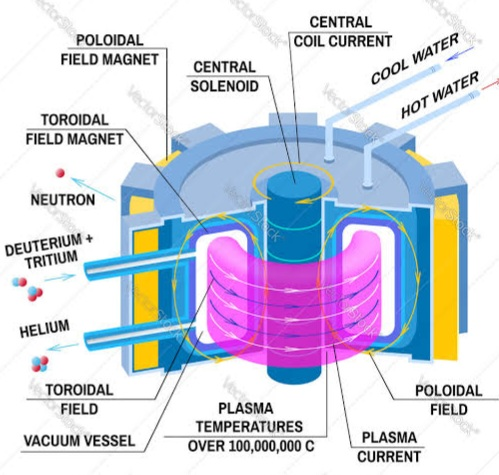 CENTRAL
COIL CURRENT
POLOIDAL
FIELD MAGNET
CENTRAL
SOLENOID
COOL WATER
HOT WATER
TOROIDAL
FIELD MAGNET
NEUTRON
DEUTERIUM +
TRITIUM
HELIUM
TOROIDAL
FIELD
PLASMA
TEMPERATURES
OVER 100,000,000 C
POLOIDAL
FIELD
VACUUM VESSEL
PLASMA
CURRENT
VectorStock